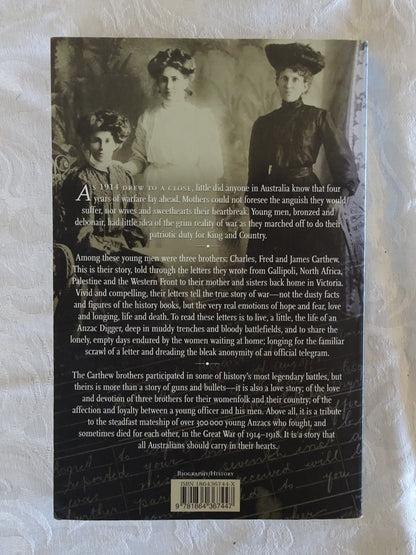 As 1914 drew to a close, little did anyone in Australia know that four
years of warfare lay ahead. Mothers could not foresee the anguish they would
suffer, not wives and sweethearts their heartbreak. Young men, bronzed and
debonair, had little idea of the grim reality of war as they marched off to do their
patriotic duty for King and Country.
Among these young men were three brothers: Charles, Fred and James Carthew.
This is their story, told through the letters they wrote from Gallipoli, North Africa,
Palestine and the Western Front to their mother and sisters back home in Victoria.
Vivid and compelling, their letters tell the true story of war—not the dusty facts
and figures of the history books, but the very real emotions of hope and fear, love
and longing, life and death. To read these letters is to live, a little, the life of an
Anzac Digger, deep in muddy trenches and bloody battlefields, and to share the
lonely, empty days endured by the women waiting at home; longing for the familiar
scrawl of a letter and dreading the bleak anonymity of an official telegram.
The Carthew brothers participated in some of history's most legendary battles, but
theirs is more than a story of guns and bullets—it is also a love story; of the love
and devotion of three brothers for their womenfolk and their country; of
the affection and loyalty between a young officer and his men. Above all, it is a tribute
to the steadfast mateship of over 300 000 young Anzacs who fought, and
sometimes died for each other, in the Great War of 1914–1918. It is a story that
all Australians should carry in their hearts.
Biography/History
ISBN 186436744-X
9 781864 367447